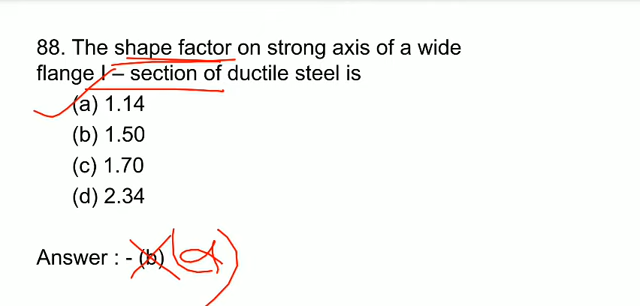 88. The shape factor on strong axis of a wide
flange I – section of ductile steel is
(a) 1.14
(b) 1.50
(c) 1.70
(d) 2.34
Answer : - (b) (a)